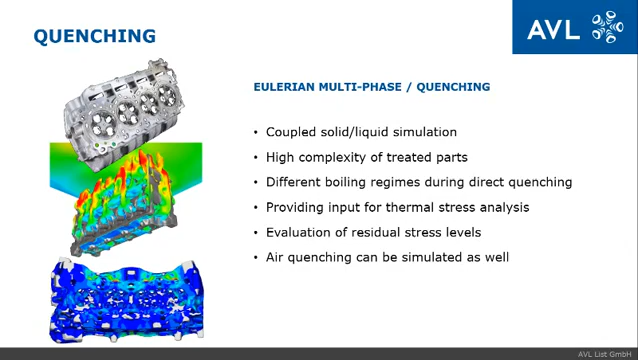 QUENCHING
AVL
EULERIAN MULTI-PHASE / QUENCHING
• Coupled solid/liquid simulation
• High complexity of treated parts
• Different boiling regimes during direct quenching
• Providing input for thermal stress analysis
• Evaluation of residual stress levels
• Air quenching can be simulated as well
AVL List GmbH